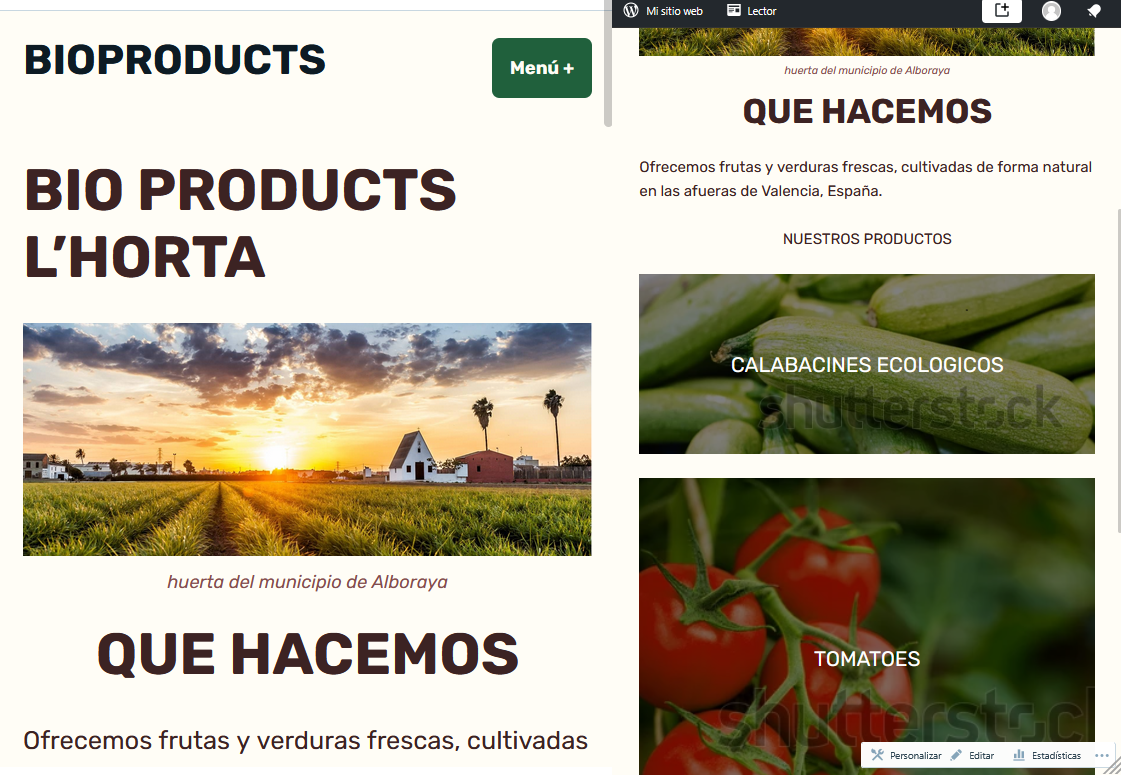 BIOPRODUCTS
Menú +
BIO PRODUCTS
L’HORTA
huerta del municipio de Alboraya
QUE HACEMOS
Ofrecemos frutas y verduras frescas, cultivadas
Mi sitio web
Lector
huerta del municipio de Alboraya
QUE HACEMOS
Ofrecemos frutas y verduras frescas, cultivadas de forma natural
en las afueras de Valencia, España.
NUESTROS PRODUCTOS
CALABACINES ECOLOGICOS
shutterstock
TOMATOES
shutterstock
Personalizar
Editar
Estadísticas